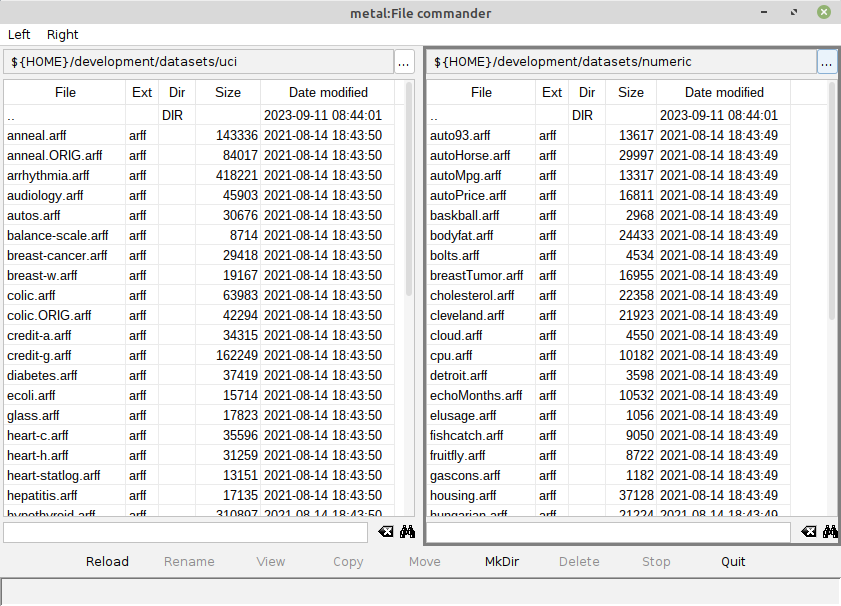 metal:File commander
Left Right
${HOME}/development/datasets/uci ...
File Ext Dir Size Date modified
.. DIR 2023-09-11 08:44:01
anneal.arff arff 143336 2021-08-14 18:43:50
anneal.ORIG.arff arff 84017 2021-08-14 18:43:50
arrhythmia.arff arff 418221 2021-08-14 18:43:50
audiology.arff arff 45903 2021-08-14 18:43:50
autos.arff arff 30676 2021-08-14 18:43:50
balance-scale.arff arff 8714 2021-08-14 18:43:50
breast-cancer.arff arff 29418 2021-08-14 18:43:50
breast-w.arff arff 19167 2021-08-14 18:43:50
colic.arff arff 63983 2021-08-14 18:43:50
colic.ORIG.arff arff 42294 2021-08-14 18:43:50
credit-a.arff arff 34315 2021-08-14 18:43:50
credit-g.arff arff 162249 2021-08-14 18:43:50
diabetes.arff arff 37419 2021-08-14 18:43:50
ecoli.arff arff 15714 2021-08-14 18:43:50
glass.arff arff 17823 2021-08-14 18:43:50
heart-c.arff arff 35596 2021-08-14 18:43:50
heart-h.arff arff 31259 2021-08-14 18:43:50
heart-statlog.arff arff 13151 2021-08-14 18:43:50
hepatitis.arff arff 17135 2021-08-14 18:43:50
hypothyroid.arff arff 310897 2021-08-14 18:43:50
${HOME}/development/datasets/numeric ...
File Ext Dir Size Date modified
.. DIR 2023-09-11 08:44:01
auto93.arff arff 13617 2021-08-14 18:43:49
autoHorse.arff arff 29997 2021-08-14 18:43:49
autoMpg.arff arff 13317 2021-08-14 18:43:49
autoPrice.arff arff 16811 2021-08-14 18:43:49
baskball.arff arff 2968 2021-08-14 18:43:49
bodyfat.arff arff 24433 2021-08-14 18:43:49
bolts.arff arff 4534 2021-08-14 18:43:49
breastTumor.arff arff 16955 2021-08-14 18:43:49
cholesterol.arff arff 22358 2021-08-14 18:43:49
cleveland.arff arff 21923 2021-08-14 18:43:49
cloud.arff arff 4550 2021-08-14 18:43:49
cpu.arff arff 10182 2021-08-14 18:43:49
detroit.arff arff 3598 2021-08-14 18:43:49
echoMonths.arff arff 10532 2021-08-14 18:43:49
elusage.arff arff 1056 2021-08-14 18:43:49
fishcatch.arff arff 9050 2021-08-14 18:43:49
fruitfly.arff arff 8722 2021-08-14 18:43:49
gascons.arff arff 1182 2021-08-14 18:43:49
housing.arff arff 37128 2021-08-14 18:43:49
hungarian.arff arff 21224 2021-08-14 18:43:49
Reload Rename View Copy Move MkDir Delete Stop Quit